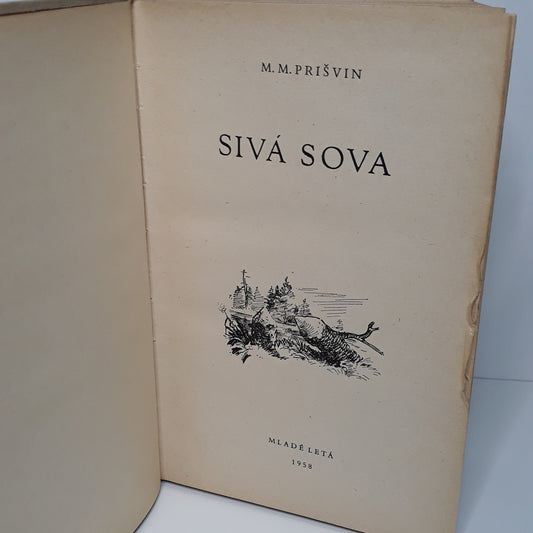 M. M. PRIŠVIN
SIVÁ SOVA
MLADÉ LETÁ
1958